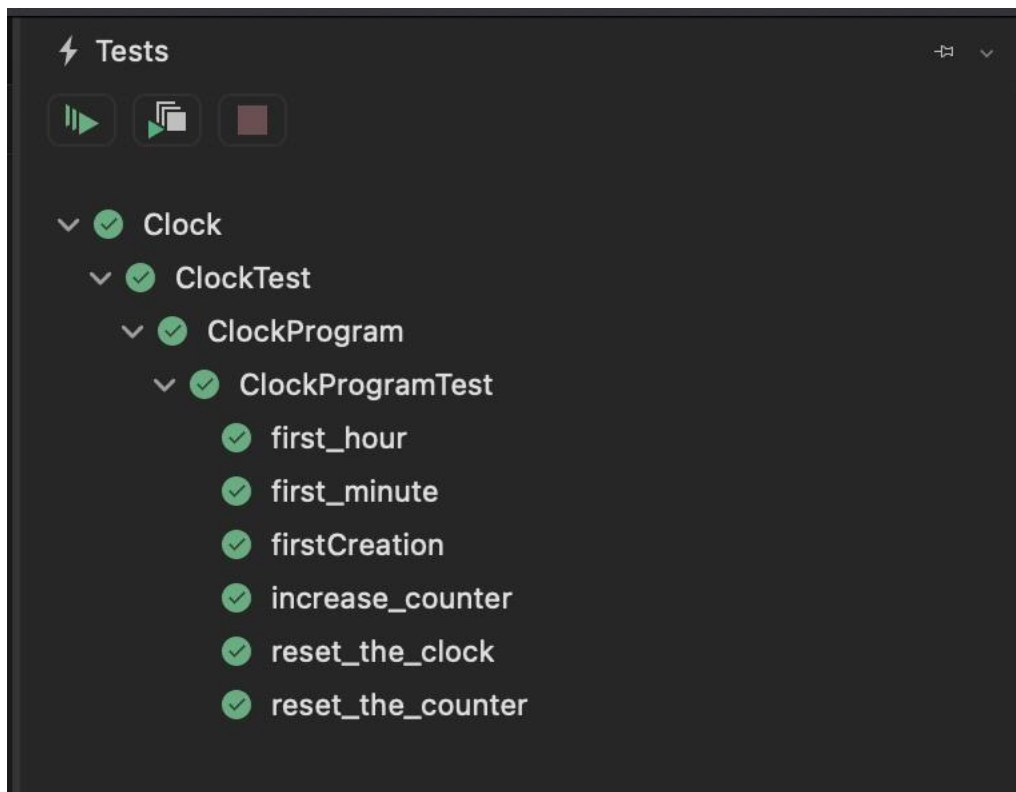 Tests
Clock
ClockTest
ClockProgram
ClockProgramTest
first_hour
first_minute
firstCreation
increase_counter
reset_the_clock
reset_the_counter